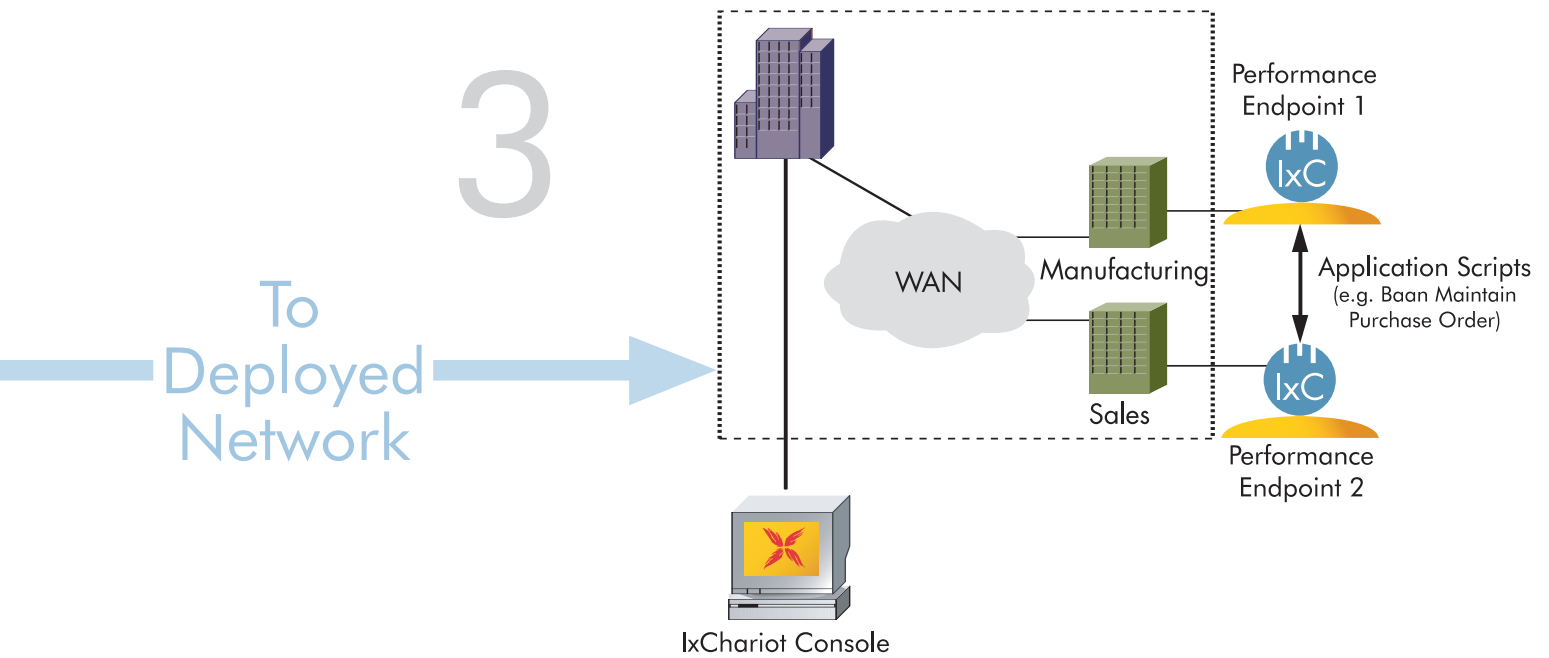 3
To
Deployed
Network
WAN
Manufacturing
Sales
Performance
Endpoint 1
IxC
Application Scripts
(e.g. Baan Maintain
Purchase Order)
IxC
Performance
Endpoint 2
IxChariot Console